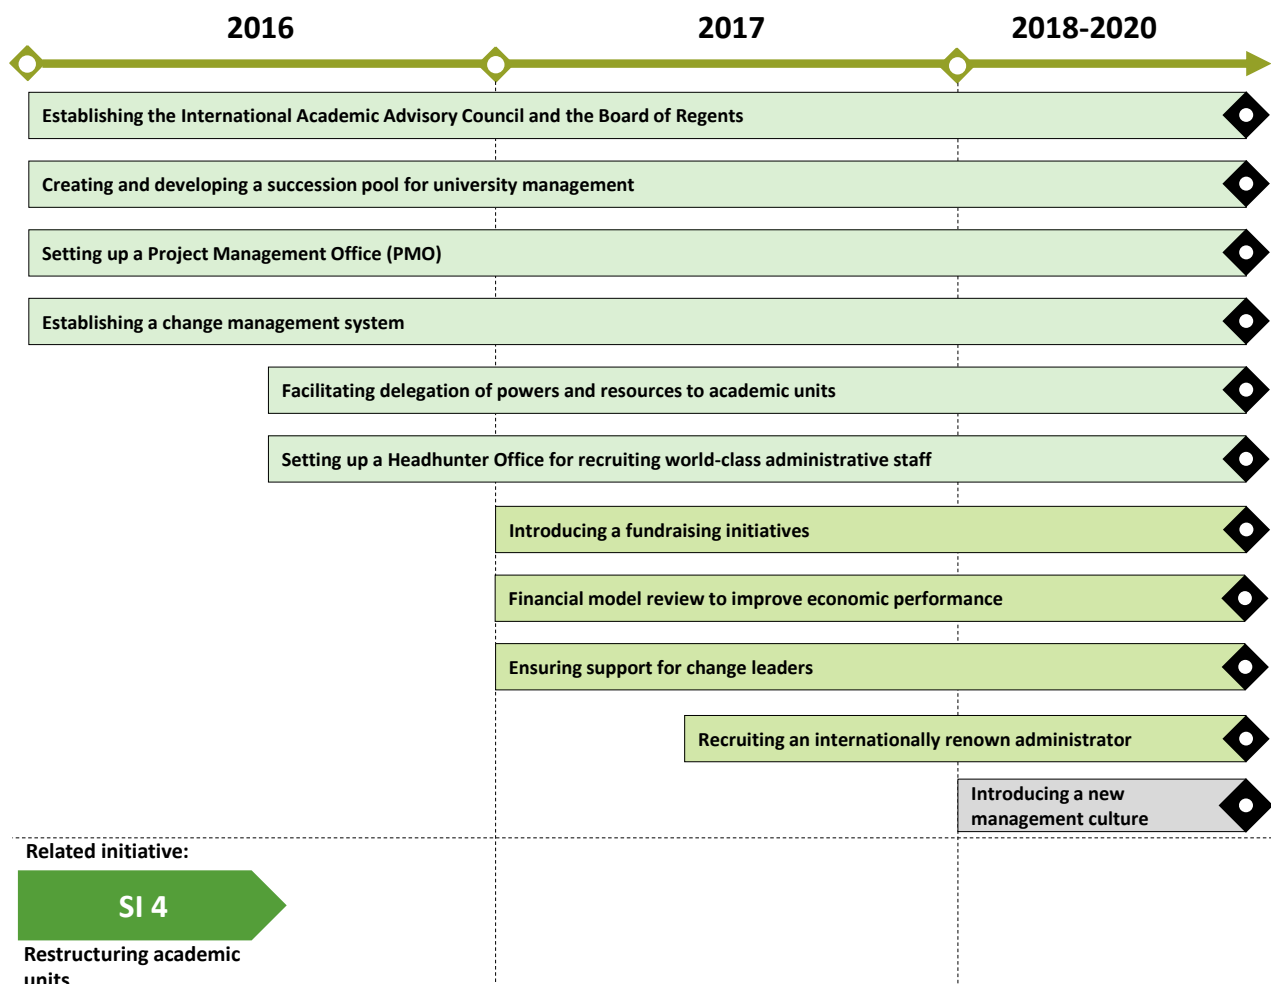 2016 2017 2018-2020
Establishing the International Academic Advisory Council and the Board of Regents
Creating and developing a succession pool for university management
Setting up a Project Management Office (PMO)
Establishing a change management system
Facilitating delegation of powers and resources to academic units
Setting up a Headhunter Office for recruiting world-class administrative staff
Introducing a fundraising initiatives
Financial model review to improve economic performance
Ensuring support for change leaders
Recruiting an internationally renown administrator
Introducing a new
management culture
Related initiative:
SI 4
Restructuring academic
units